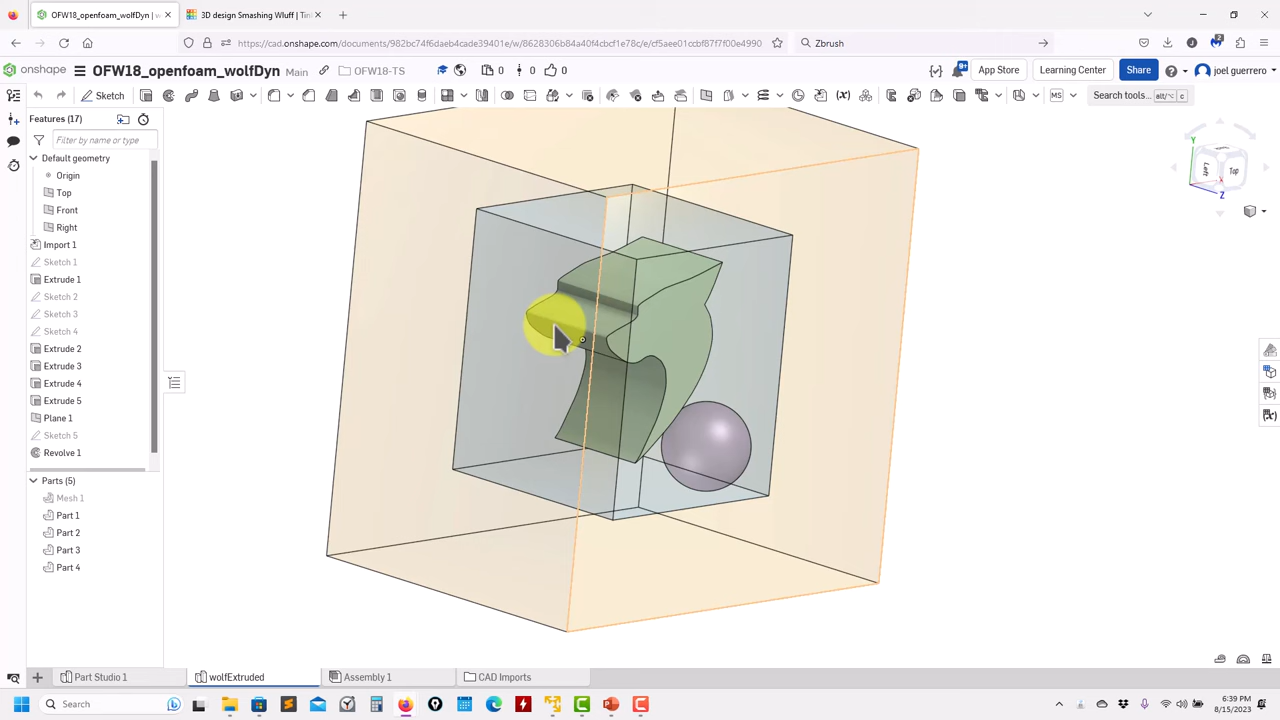 OFW18_openfoam_wolfDyn | w
3D design Smashing Wluff | Tin
https://cad.onshape.com/documents/982bc74f6daeb4cade39401e/w/8628306b84a40f4cbcf1e78c/e/cf5aee01ccbf87f7f00e4990
Zbrush
onshape
OFW18_openfoam_wolfDyn
Main
OFW18-TS
0
0
0
9+
App Store
Learning Center
Share
joel guerrero
Sketch
MS
Search tools...
alt/⌥
c
Features (17)
Filter by name or type
Default geometry
Origin
Top
Front
Right
Import 1
Sketch 1
Extrude 1
Sketch 2
Sketch 3
Sketch 4
Extrude 2
Extrude 3
Extrude 4
Extrude 5
Plane 1
Sketch 5
Revolve 1
Parts (5)
Mesh 1
Part 1
Part 2
Part 3
Part 4
Y
Left
Top
X
Z
Part Studio 1
wolfExtruded
Assembly 1
CAD Imports
Search
6:39 PM
8/15/2023